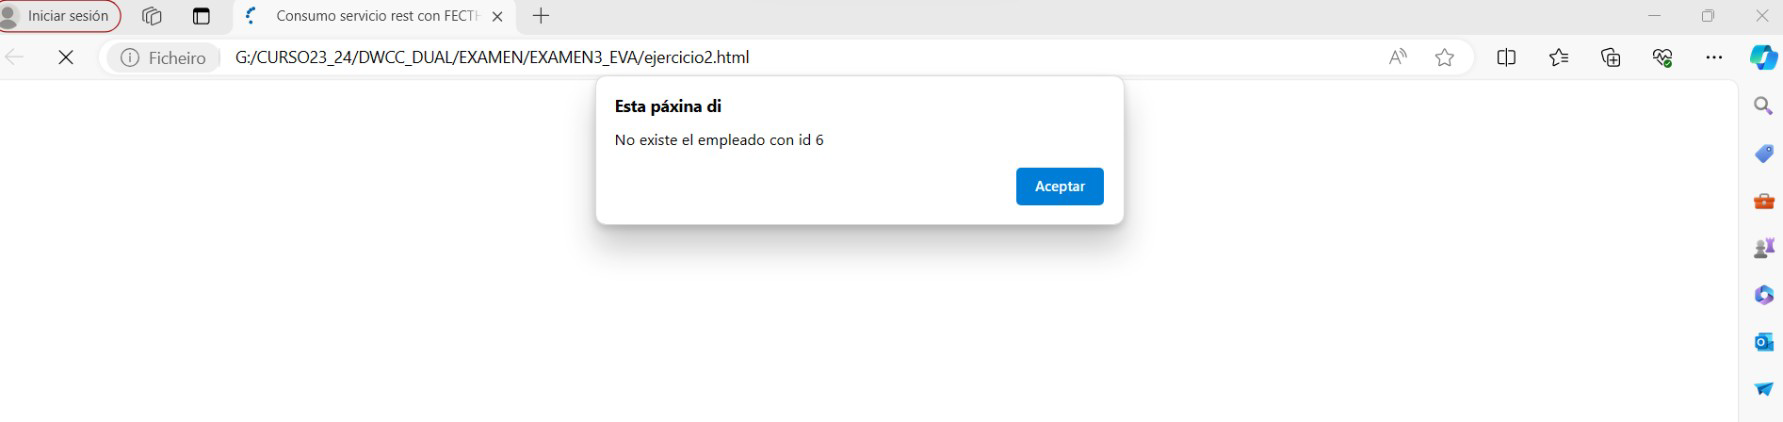 Iniciar sesión
Consumo servicio rest con FECTH
Ficheiro
G:/CURSO23_24/DWCC_DUAL/EXAMEN/EXAMEN3_EVA/ejercicio2.html
Esta páxina di
No existe el empleado con id 6
Aceptar